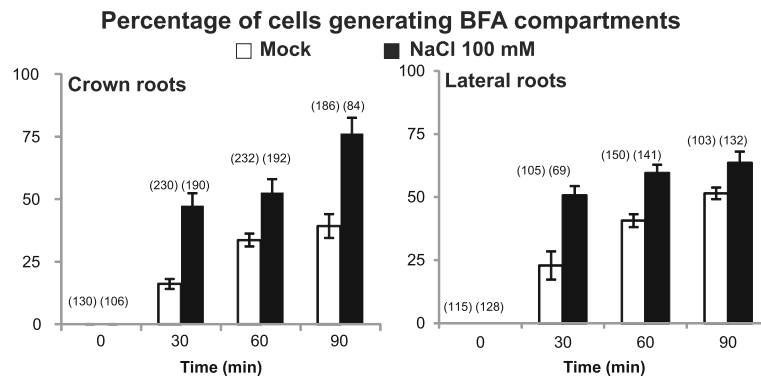 Percentage of cells generating BFA compartments
Mock NaCl 100 mM
Crown roots
100
75
50
25
0
(130) (106)
(230) (190)
(232) (192)
(186) (84)
0 30 60 90
Time (min)
Lateral roots
100
75
50
25
0
(115) (128)
(105) (69)
(150) (141)
(103) (132)
0 30 60 90
Time (min)